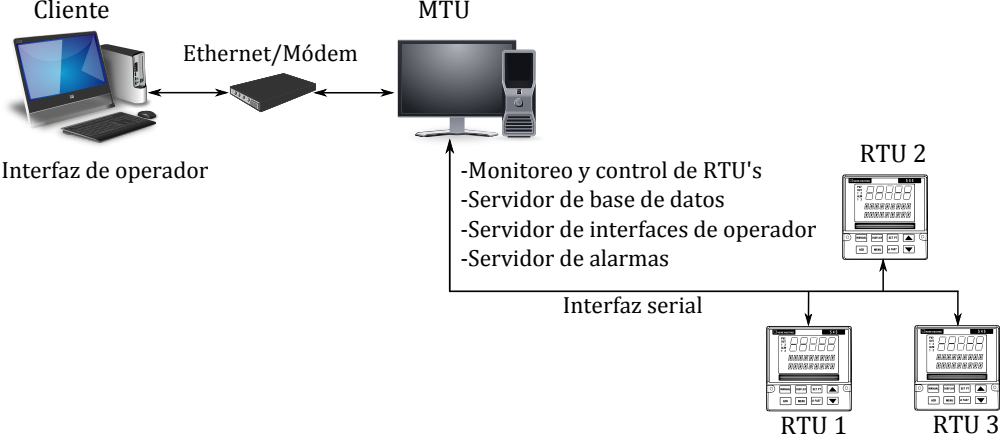 Cliente
MTU
Ethernet/Módem
Interfaz de operador
-Monitoreo y control de RTU's
-Servidor de base de datos
-Servidor de interfaces de operador
-Servidor de alarmas
RTU 2
Interfaz serial
RTU 1
RTU 3